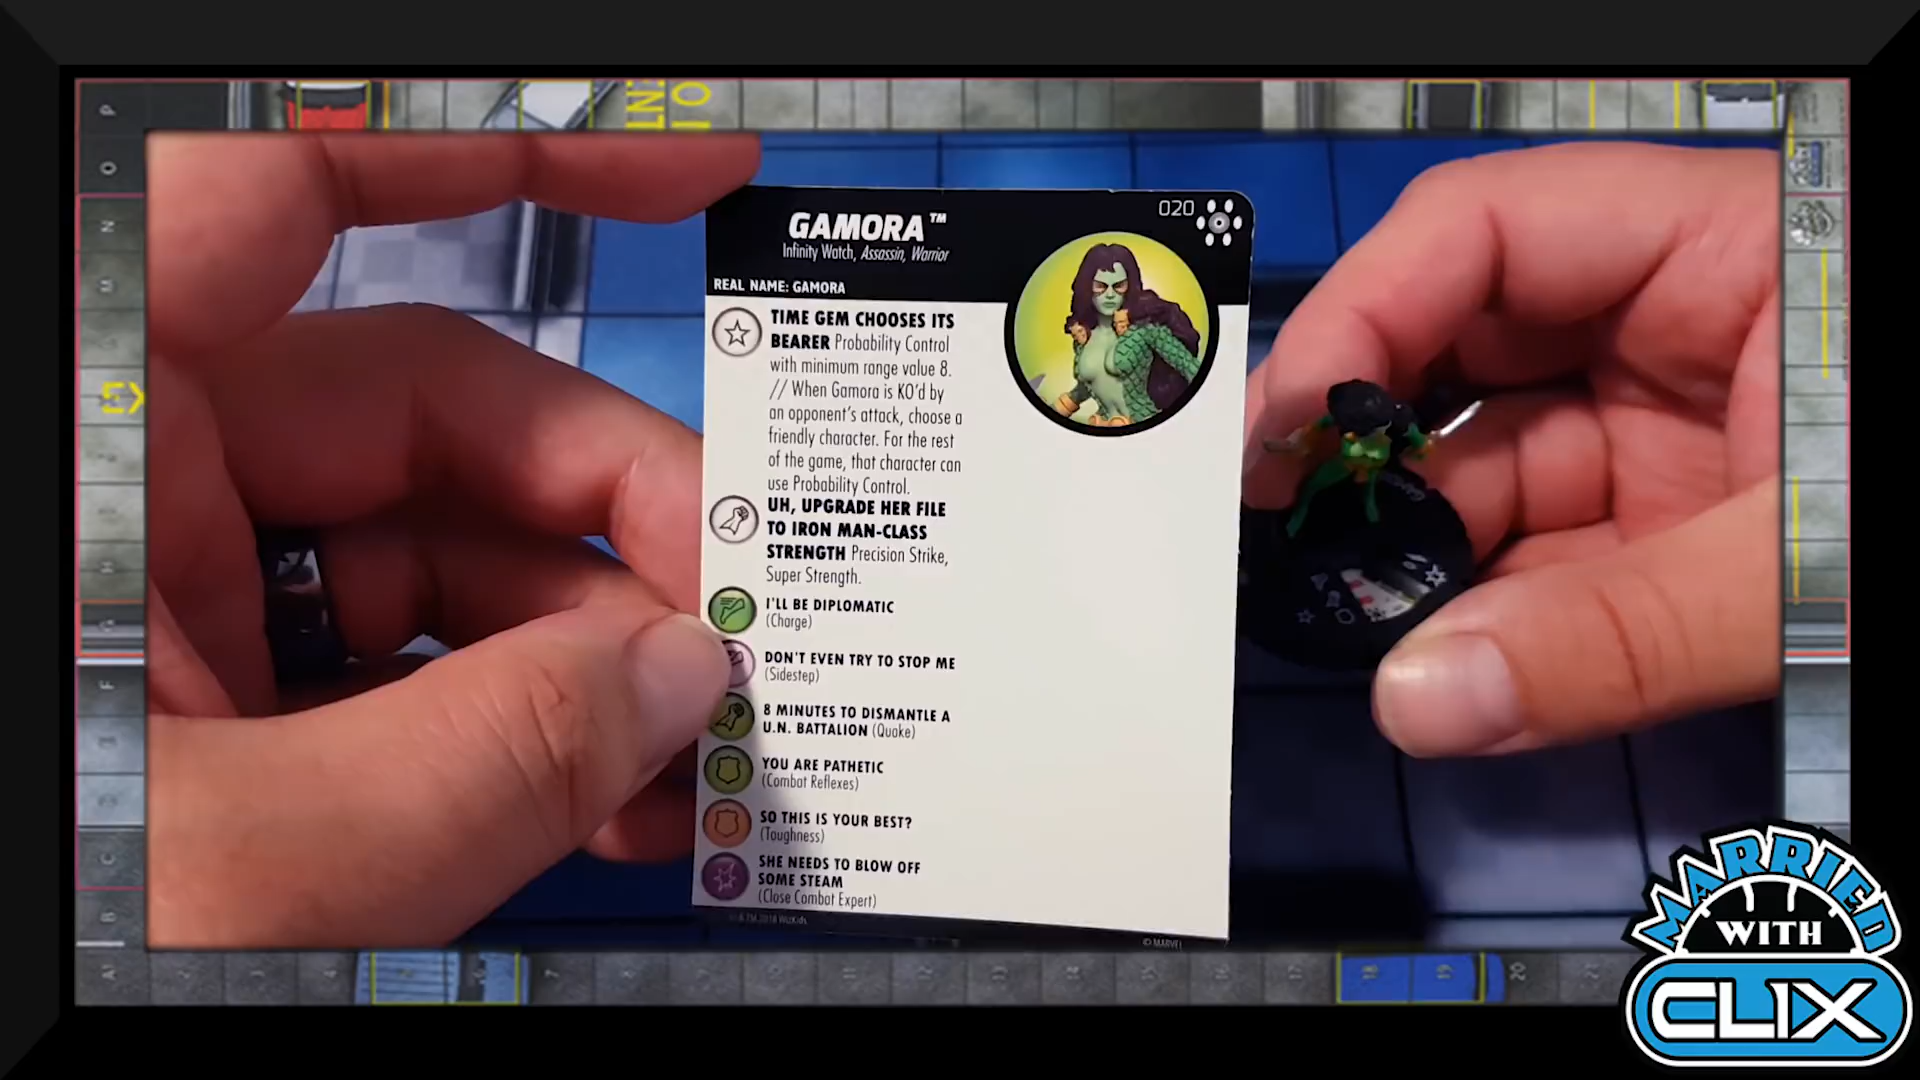 GAMORA™
020
Infinity Watch, Assassin, Warrior
REAL NAME: GAMORA
TIME GEM CHOOSES ITS
BEARER Probability Control
with minimum range value 8.
// When Gamora is KO'd by
an opponent's attack, choose a
friendly character. For the rest
of the game, that character can
use Probability Control.
UH, UPGRADE HER FILE
TO IRON MAN-CLASS
STRENGTH Precision Strike,
Super Strength.
I'LL BE DIPLOMATIC
(Charge)
DON'T EVEN TRY TO STOP ME
(Sidestep)
8 MINUTES TO DISMANTLE A
U.N. BATTALION (Quake)
YOU ARE PATHETIC
(Combat Reflexes)
SO THIS IS YOUR BEST?
(Toughness)
SHE NEEDS TO BLOW OFF
SOME STEAM
(Close Combat Expert)
© MARVEL
MARRIED
WITH
CLIX